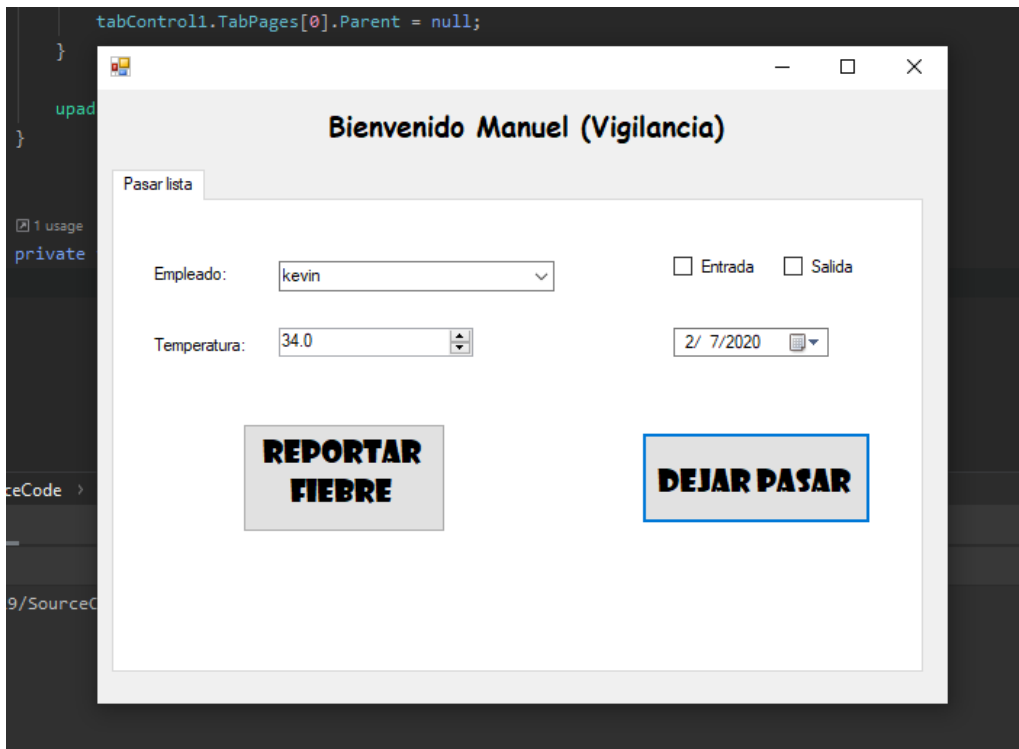 tabControl1.TabPages[0].Parent = null;
}
upad
}
1 usage
private
Bienvenido Manuel (Vigilancia)
Pasar lista
Empleado:
kevin
Entrada
Salida
Temperatura:
34.0
2/ 7/2020
REPORTAR
FIEBRE
DEJAR PASAR
ceCode >
9/SourceC